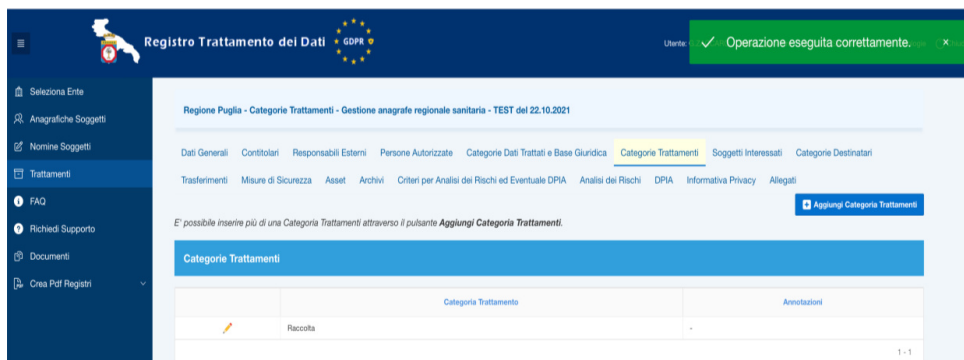 Registro Trattamento dei Dati
GDPR
Utente:
Operazione eseguita correttamente.
×
Seleziona Ente
Anagrafiche Soggetti
Nomine Soggetti
Trattamenti
FAQ
Richiedi Supporto
Documenti
Crea Pdf Registri
Regione Puglia - Categorie Trattamenti - Gestione anagrafe regionale sanitaria - TEST del 22.10.2021
Dati Generali Contitolari Responsabili Esterni Persone Autorizzate Categorie Dati Trattati e Base Giuridica Categorie Trattamenti Soggetti Interessati Categorie Destinatari
Trasferimenti Misure di Sicurezza Asset Archivi Criteri per Analisi dei Rischi ed Eventuale DPIA Analisi dei Rischi DPIA Informativa Privacy Allegati
Aggiungi Categoria Trattamenti
E' possibile inserire più di una Categoria Trattamenti attraverso il pulsante Aggiungi Categoria Trattamenti.
Categorie Trattamenti
Categoria Trattamento Annotazioni
Raccolta -
1 - 1